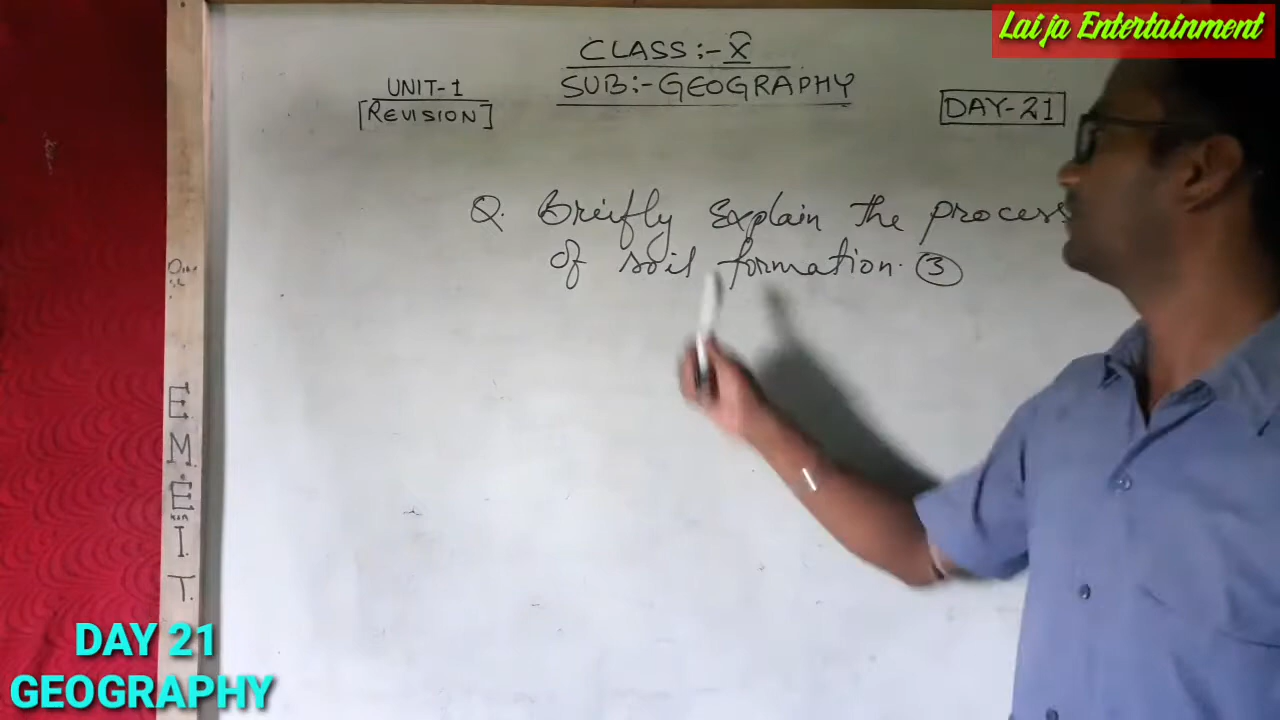 Lai ja Entertainment
CLASS:- X
SUB:- GEOGRAPHY
UNIT-1
[REVISION]
DAY-21
Q. Breifly Explain the process
of soil formation. 3
E
M
E
I
T
DAY 21
GEOGRAPHY